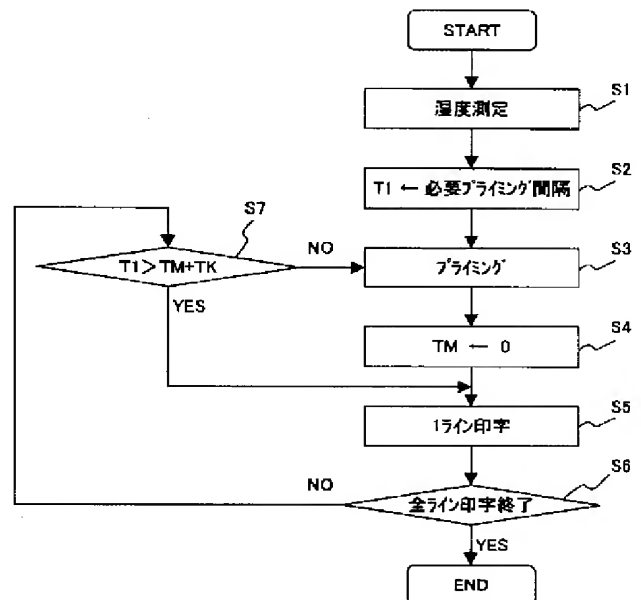 START
S1
湿度測定
S2
T1 ← 必要プライミング間隔
S7
T1＞TM+TK
NO
S3
プライミング
YES
S4
TM ← 0
S5
1ライン印字
S6
NO
全ライン印字終了
YES
END